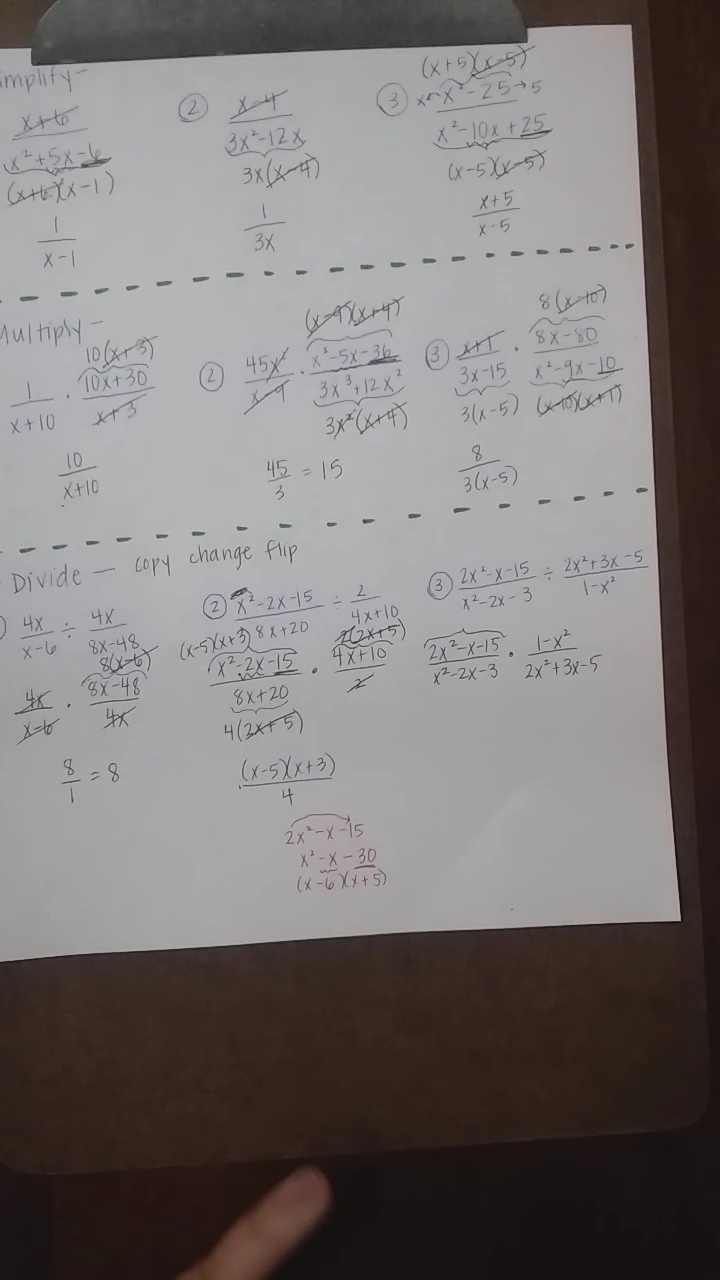 implify-
x+6
x²+5x-6
(x+6)(x-1)
1
x-1
② x-4
3x²-12x
3x(x-4)
1
3x
(x+5)(x-5)
③ x←x²-25→5
x²-10x+25
(x-5)(x-5)
x+5
x-5
Multiply-
10(x+3)
1 · 10x+30
x+10 x+3
10
x+10
(x-9)(x+4)
② 45x² · x²-5x-36
x-9 3x³+12x²
3x²(x+4)
45 = 15
3
8(x-10)
③ x+1 · 8x-80
3x-15 x²-9x-10
3(x-5) (x-10)(x+1)
8
3(x-5)
Divide — copy change flip
4x ÷ 4x
x-6 8x-48
8(x-6)
4x · 8x-48
x-6 4x
8 = 8
1
② x²-2x-15 ÷ 2
8x+20 4x+10
(x-5)(x+3) 2(2x+5)
x²-2x-15 · 4x+10
8x+20 2
4(2x+5)
(x-5)(x+3)
4
2x²-x-15
x²-x-30
(x-6)(x+5)
③ 2x²-x-15 ÷ 2x²+3x-5
x²-2x-3 1-x²
2x²-x-15 · 1-x²
x²-2x-3 2x²+3x-5